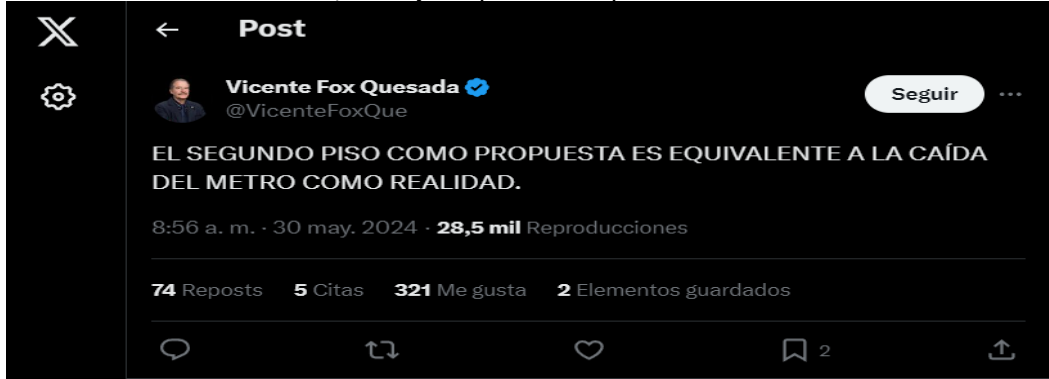 Post
Vicente Fox Quesada
@VicenteFoxQue
Seguir
EL SEGUNDO PISO COMO PROPUESTA ES EQUIVALENTE A LA CAÍDA
DEL METRO COMO REALIDAD.
8:56 a. m. · 30 may. 2024 · 28,5 mil Reproducciones
74 Reposts 5 Citas 321 Me gusta 2 Elementos guardados
2